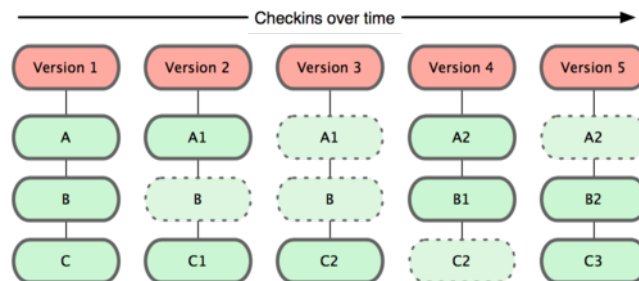 Checkins over time
Version 1 Version 2 Version 3 Version 4 Version 5
A A1 A1 A2 A2
B B B B1 B2
C C1 C2 C2 C3